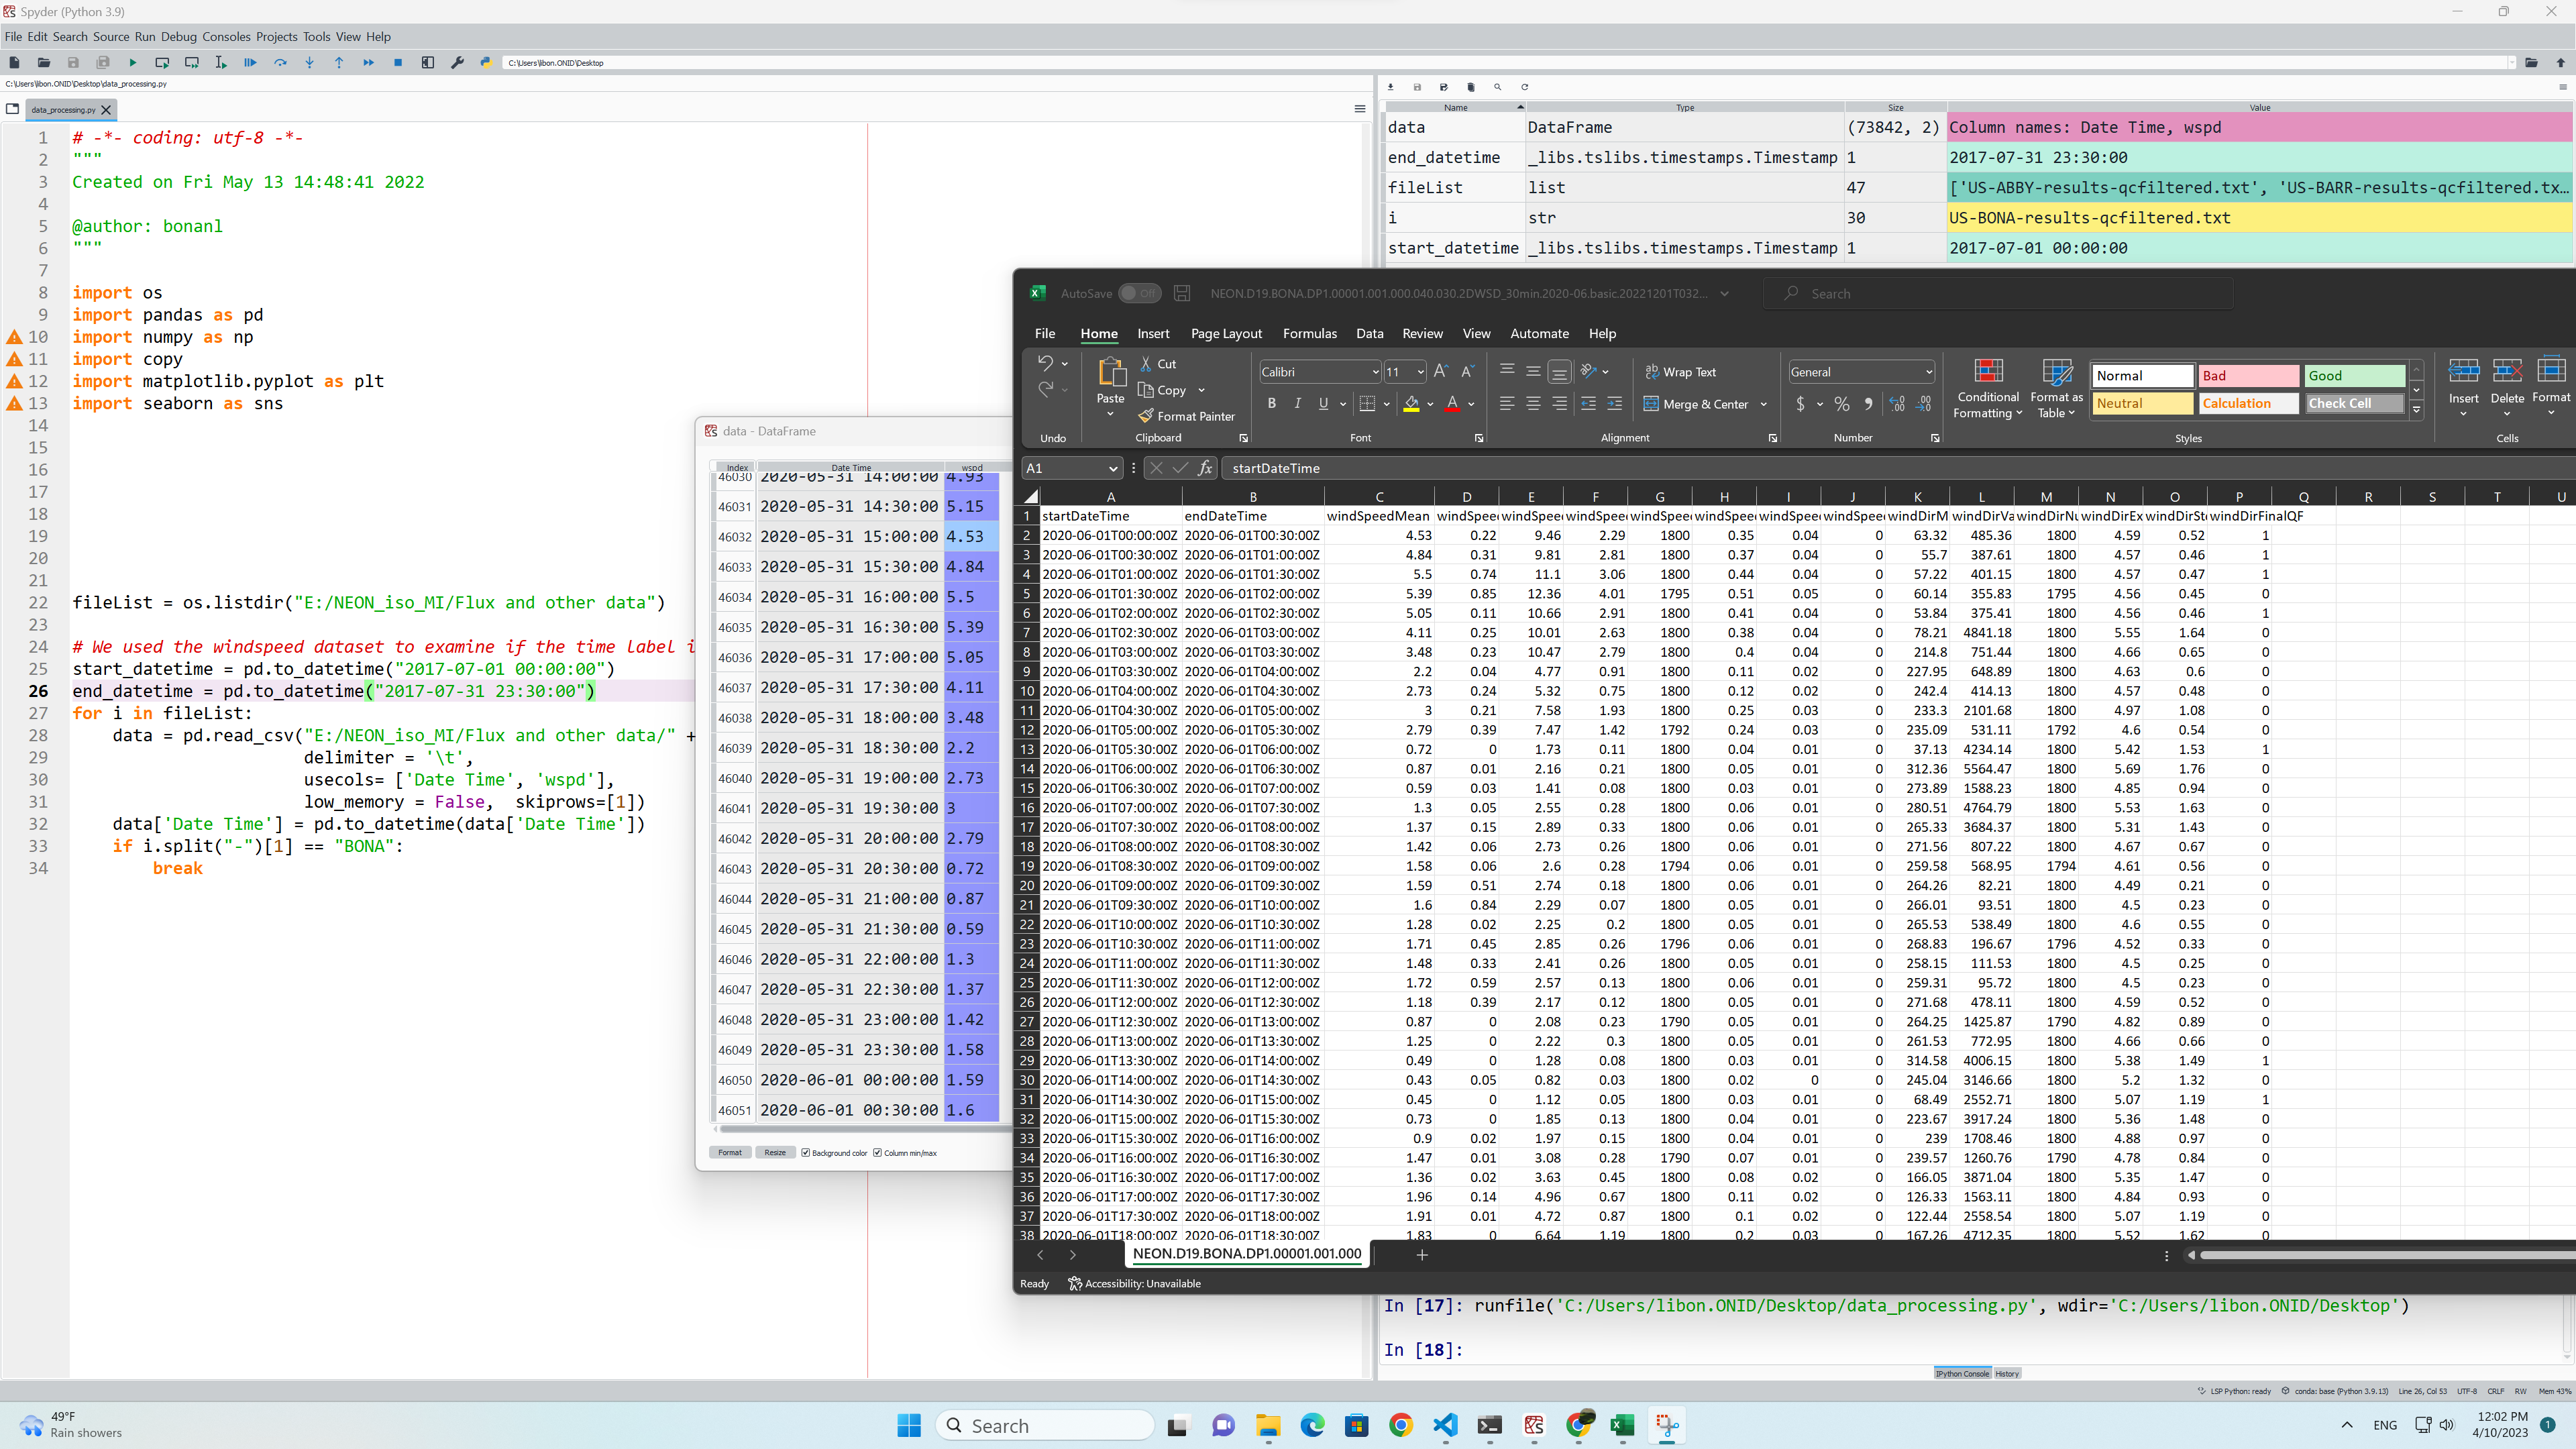 Spyder (Python 3.9)
File Edit Search Source Run Debug Consoles Projects Tools View Help
C:\Users\libon.ONID\Desktop
C:\Users\libon.ONID\Desktop\data_processing.py
data_processing.py
1 # -*- coding: utf-8 -*-
2 """
3 Created on Fri May 13 14:48:41 2022
4
5 @author: bonanl
6 """
7
8 import os
9 import pandas as pd
10 import numpy as np
11 import copy
12 import matplotlib.pyplot as plt
13 import seaborn as sns
14
15
16
17
18
19
20
21
22 fileList = os.listdir("E:/NEON_iso_MI/Flux and other data")
23
24 # We used the windspeed dataset to examine if the time label i
25 start_datetime = pd.to_datetime("2017-07-01 00:00:00")
26 end_datetime = pd.to_datetime("2017-07-31 23:30:00")
27 for i in fileList:
28 data = pd.read_csv("E:/NEON_iso_MI/Flux and other data/" +
29 delimiter = '\t',
30 usecols= ['Date Time', 'wspd'],
31 low_memory = False, skiprows=[1])
32 data['Date Time'] = pd.to_datetime(data['Date Time'])
33 if i.split("-")[1] == "BONA":
34 break
Name Type Size Value
data DataFrame (73842, 2) Column names: Date Time, wspd
end_datetime _libs.tslibs.timestamps.Timestamp 1 2017-07-31 23:30:00
fileList list 47 ['US-ABBY-results-qcfiltered.txt', 'US-BARR-results-qcfiltered.tx...
i str 30 US-BONA-results-qcfiltered.txt
start_datetime _libs.tslibs.timestamps.Timestamp 1 2017-07-01 00:00:00
data - DataFrame
Index Date Time wspd
46030 2020-05-31 14:00:00 4.93
46031 2020-05-31 14:30:00 5.15
46032 2020-05-31 15:00:00 4.53
46033 2020-05-31 15:30:00 4.84
46034 2020-05-31 16:00:00 5.5
46035 2020-05-31 16:30:00 5.39
46036 2020-05-31 17:00:00 5.05
46037 2020-05-31 17:30:00 4.11
46038 2020-05-31 18:00:00 3.48
46039 2020-05-31 18:30:00 2.2
46040 2020-05-31 19:00:00 2.73
46041 2020-05-31 19:30:00 3
46042 2020-05-31 20:00:00 2.79
46043 2020-05-31 20:30:00 0.72
46044 2020-05-31 21:00:00 0.87
46045 2020-05-31 21:30:00 0.59
46046 2020-05-31 22:00:00 1.3
46047 2020-05-31 22:30:00 1.37
46048 2020-05-31 23:00:00 1.42
46049 2020-05-31 23:30:00 1.58
46050 2020-06-01 00:00:00 1.59
46051 2020-06-01 00:30:00 1.6
Format Resize Background color Column min/max
AutoSave Off NEON.D19.BONA.DP1.00001.001.000.040.030.2DWSD_30min.2020-06.basic.20221201T032... Search
File Home Insert Page Layout Formulas Data Review View Automate Help
Paste Cut Copy Format Painter
Calibri 11
B I U
Wrap Text
Merge & Center
General
$ %
Conditional Formatting Format as Table
Normal Bad Good
Neutral Calculation Check Cell
Insert Delete Format
Undo Clipboard Font Alignment Number Styles Cells
A1 fx startDateTime
A B C D E F G H I J K L M N O P Q R S T U
1 startDateTime endDateTime windSpeedMean windSpeed windSpeed windSpeed windSpeed windSpeed windSpeed windSpeed windDirM windDirVa windDirNu windDirEx windDirSt windDirFinalQF
2 2020-06-01T00:00:00Z 2020-06-01T00:30:00Z 4.53 0.22 9.46 2.29 1800 0.35 0.04 0 63.32 485.36 1800 4.59 0.52 1
3 2020-06-01T00:30:00Z 2020-06-01T01:00:00Z 4.84 0.31 9.81 2.81 1800 0.37 0.04 0 55.7 387.61 1800 4.57 0.46 1
4 2020-06-01T01:00:00Z 2020-06-01T01:30:00Z 5.5 0.74 11.1 3.06 1800 0.44 0.04 0 57.22 401.15 1800 4.57 0.47 1
5 2020-06-01T01:30:00Z 2020-06-01T02:00:00Z 5.39 0.85 12.36 4.01 1795 0.51 0.05 0 60.14 355.83 1795 4.56 0.45 0
6 2020-06-01T02:00:00Z 2020-06-01T02:30:00Z 5.05 0.11 10.66 2.91 1800 0.41 0.04 0 53.84 375.41 1800 4.56 0.46 1
7 2020-06-01T02:30:00Z 2020-06-01T03:00:00Z 4.11 0.25 10.01 2.63 1800 0.38 0.04 0 78.21 4841.18 1800 5.55 1.64 0
8 2020-06-01T03:00:00Z 2020-06-01T03:30:00Z 3.48 0.23 10.47 2.79 1800 0.4 0.04 0 214.8 751.44 1800 4.66 0.65 0
9 2020-06-01T03:30:00Z 2020-06-01T04:00:00Z 2.2 0.04 4.77 0.91 1800 0.11 0.02 0 227.95 648.89 1800 4.63 0.6 0
10 2020-06-01T04:00:00Z 2020-06-01T04:30:00Z 2.73 0.24 5.32 0.75 1800 0.12 0.02 0 242.4 414.13 1800 4.57 0.48 0
11 2020-06-01T04:30:00Z 2020-06-01T05:00:00Z 3 0.21 7.58 1.93 1800 0.25 0.03 0 233.3 2101.68 1800 4.97 1.08 0
12 2020-06-01T05:00:00Z 2020-06-01T05:30:00Z 2.79 0.39 7.47 1.42 1792 0.24 0.03 0 235.09 531.11 1792 4.6 0.54 0
13 2020-06-01T05:30:00Z 2020-06-01T06:00:00Z 0.72 0 1.73 0.11 1800 0.04 0.01 0 37.13 4234.14 1800 5.42 1.53 1
14 2020-06-01T06:00:00Z 2020-06-01T06:30:00Z 0.87 0.01 2.16 0.21 1800 0.05 0.01 0 312.36 5564.47 1800 5.69 1.76 0
15 2020-06-01T06:30:00Z 2020-06-01T07:00:00Z 0.59 0.03 1.41 0.08 1800 0.03 0.01 0 273.89 1588.23 1800 4.85 0.94 0
16 2020-06-01T07:00:00Z 2020-06-01T07:30:00Z 1.3 0.05 2.55 0.28 1800 0.06 0.01 0 280.51 4764.79 1800 5.53 1.63 0
17 2020-06-01T07:30:00Z 2020-06-01T08:00:00Z 1.37 0.15 2.89 0.33 1800 0.06 0.01 0 265.33 3684.37 1800 5.31 1.43 0
18 2020-06-01T08:00:00Z 2020-06-01T08:30:00Z 1.42 0.06 2.73 0.26 1800 0.06 0.01 0 271.56 807.22 1800 4.67 0.67 0
19 2020-06-01T08:30:00Z 2020-06-01T09:00:00Z 1.58 0.06 2.6 0.28 1794 0.06 0.01 0 259.58 568.95 1794 4.61 0.56 0
20 2020-06-01T09:00:00Z 2020-06-01T09:30:00Z 1.59 0.51 2.74 0.18 1800 0.06 0.01 0 264.26 82.21 1800 4.49 0.21 0
21 2020-06-01T09:30:00Z 2020-06-01T10:00:00Z 1.6 0.84 2.29 0.07 1800 0.05 0.01 0 266.01 93.51 1800 4.5 0.23 0
22 2020-06-01T10:00:00Z 2020-06-01T10:30:00Z 1.28 0.02 2.25 0.2 1800 0.05 0.01 0 265.53 538.49 1800 4.6 0.55 0
23 2020-06-01T10:30:00Z 2020-06-01T11:00:00Z 1.71 0.45 2.85 0.26 1796 0.06 0.01 0 268.83 196.67 1796 4.52 0.33 0
24 2020-06-01T11:00:00Z 2020-06-01T11:30:00Z 1.48 0.33 2.41 0.26 1800 0.05 0.01 0 258.15 111.53 1800 4.5 0.25 0
25 2020-06-01T11:30:00Z 2020-06-01T12:00:00Z 1.72 0.59 2.57 0.13 1800 0.06 0.01 0 259.31 95.72 1800 4.5 0.23 0
26 2020-06-01T12:00:00Z 2020-06-01T12:30:00Z 1.18 0.39 2.17 0.12 1800 0.05 0.01 0 271.68 478.11 1800 4.59 0.52 0
27 2020-06-01T12:30:00Z 2020-06-01T13:00:00Z 0.87 0 2.08 0.23 1790 0.05 0.01 0 264.25 1425.87 1790 4.82 0.89 0
28 2020-06-01T13:00:00Z 2020-06-01T13:30:00Z 1.25 0 2.22 0.3 1800 0.05 0.01 0 261.53 772.95 1800 4.66 0.66 0
29 2020-06-01T13:30:00Z 2020-06-01T14:00:00Z 0.49 0 1.28 0.08 1800 0.03 0.01 0 314.58 4006.15 1800 5.38 1.49 1
30 2020-06-01T14:00:00Z 2020-06-01T14:30:00Z 0.43 0.05 0.82 0.03 1800 0.02 0 0 245.04 3146.66 1800 5.2 1.32 0
31 2020-06-01T14:30:00Z 2020-06-01T15:00:00Z 0.45 0 1.12 0.05 1800 0.03 0.01 0 68.49 2552.71 1800 5.07 1.19 1
32 2020-06-01T15:00:00Z 2020-06-01T15:30:00Z 0.73 0 1.85 0.13 1800 0.04 0.01 0 223.67 3917.24 1800 5.36 1.48 0
33 2020-06-01T15:30:00Z 2020-06-01T16:00:00Z 0.9 0.02 1.97 0.15 1800 0.04 0.01 0 239 1708.46 1800 4.88 0.97 0
34 2020-06-01T16:00:00Z 2020-06-01T16:30:00Z 1.47 0.01 3.08 0.28 1790 0.07 0.01 0 239.57 1260.76 1790 4.78 0.84 0
35 2020-06-01T16:30:00Z 2020-06-01T17:00:00Z 1.36 0.02 3.63 0.45 1800 0.08 0.02 0 166.05 3871.04 1800 5.35 1.47 0
36 2020-06-01T17:00:00Z 2020-06-01T17:30:00Z 1.96 0.14 4.96 0.67 1800 0.11 0.02 0 126.33 1563.11 1800 4.84 0.93 0
37 2020-06-01T17:30:00Z 2020-06-01T18:00:00Z 1.91 0.01 4.72 0.87 1800 0.1 0.02 0 122.44 2558.54 1800 5.07 1.19 0
38 2020-06-01T18:00:00Z 2020-06-01T18:30:00Z 1.83 0 6.64 1.19 1800 0.2 0.03 0 167.26 4712.35 1800 5.52 1.62 0
NEON.D19.BONA.DP1.00001.001.000
Ready Accessibility: Unavailable
In [17]: runfile('C:/Users/libon.ONID/Desktop/data_processing.py', wdir='C:/Users/libon.ONID/Desktop')
In [18]:
IPython Console History
LSP Python: ready conda: base (Python 3.9.13) Line 26, Col 53 UTF-8 CRLF RW Mem 43%
49°F
Rain showers
Search
ENG
12:02 PM
4/10/2023
1